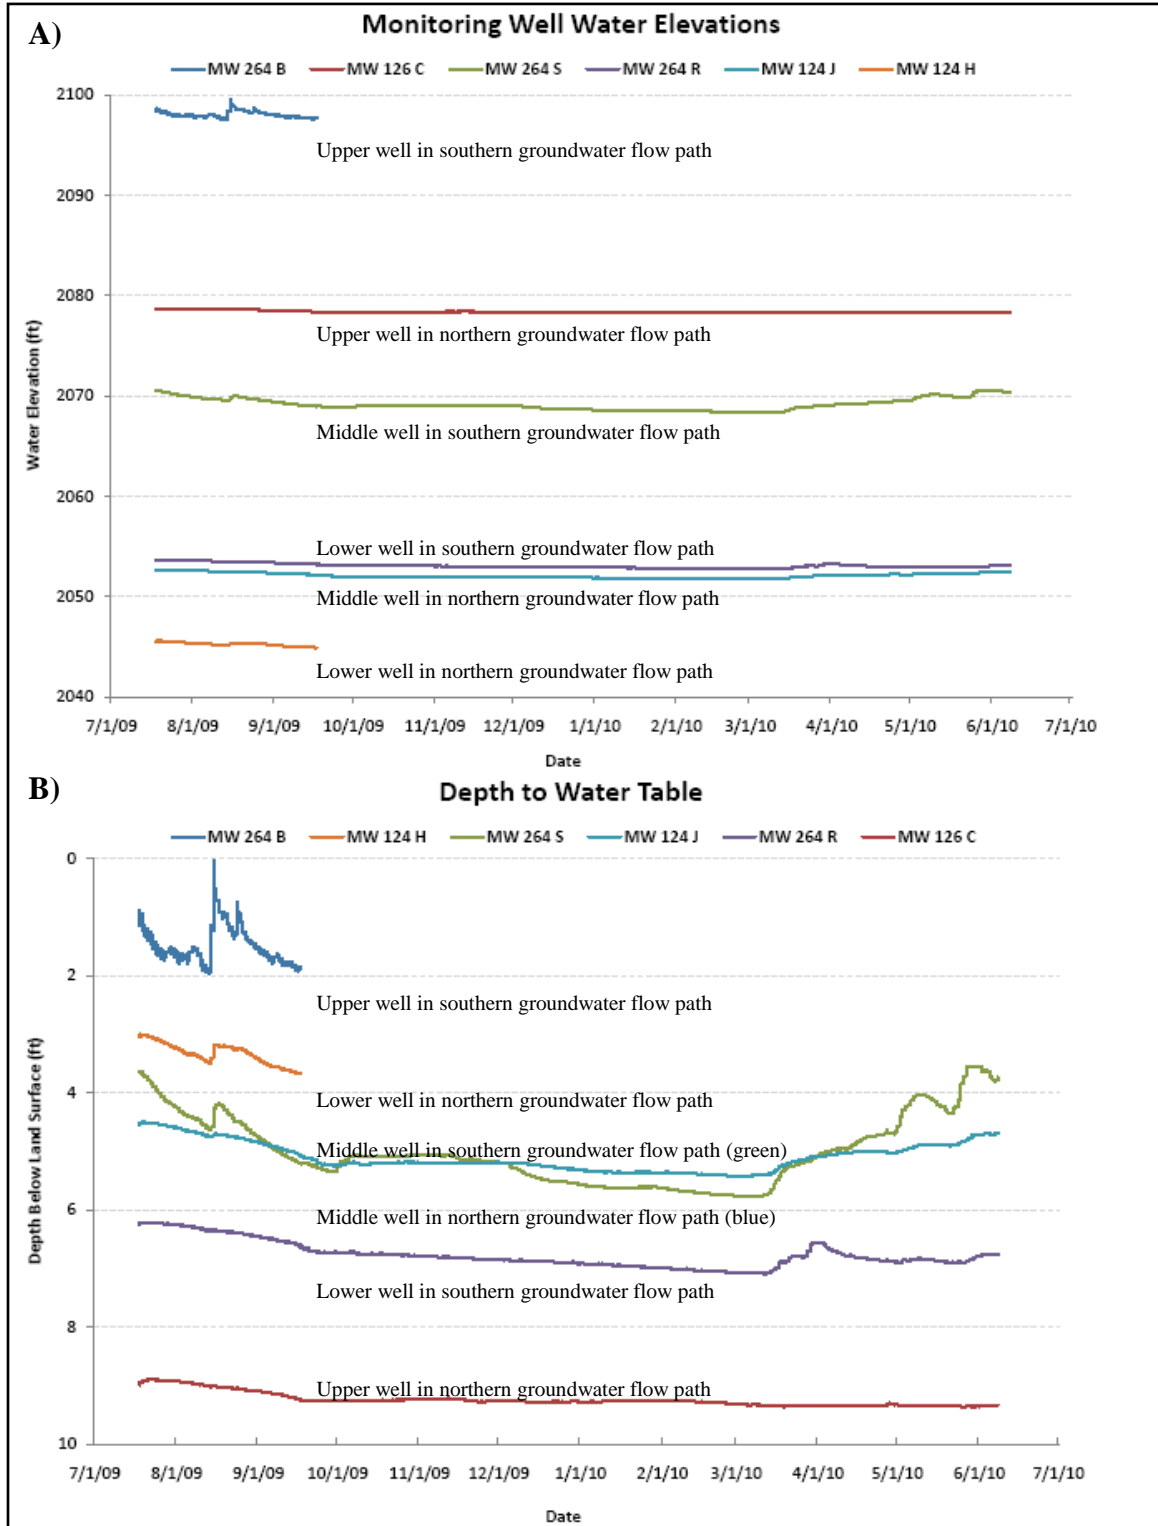 A)
Monitoring Well Water Elevations
MW 264 B MW 126 C MW 264 S MW 264 R MW 124 J MW 124 H
2100
2090
2080
2070
2060
2050
2040
Water Elevation (ft)
Upper well in southern groundwater flow path
Upper well in northern groundwater flow path
Middle well in southern groundwater flow path
Lower well in southern groundwater flow path
Middle well in northern groundwater flow path
Lower well in northern groundwater flow path
7/1/09 8/1/09 9/1/09 10/1/09 11/1/09 12/1/09 1/1/10 2/1/10 3/1/10 4/1/10 5/1/10 6/1/10 7/1/10
Date
B)
Depth to Water Table
MW 264 B MW 124 H MW 264 S MW 124 J MW 264 R MW 126 C
0
2
4
6
8
10
Depth Below Land Surface (ft)
Upper well in southern groundwater flow path
Lower well in northern groundwater flow path
Middle well in southern groundwater flow path (green)
Middle well in northern groundwater flow path (blue)
Lower well in southern groundwater flow path
Upper well in northern groundwater flow path
7/1/09 8/1/09 9/1/09 10/1/09 11/1/09 12/1/09 1/1/10 2/1/10 3/1/10 4/1/10 5/1/10 6/1/10 7/1/10
Date